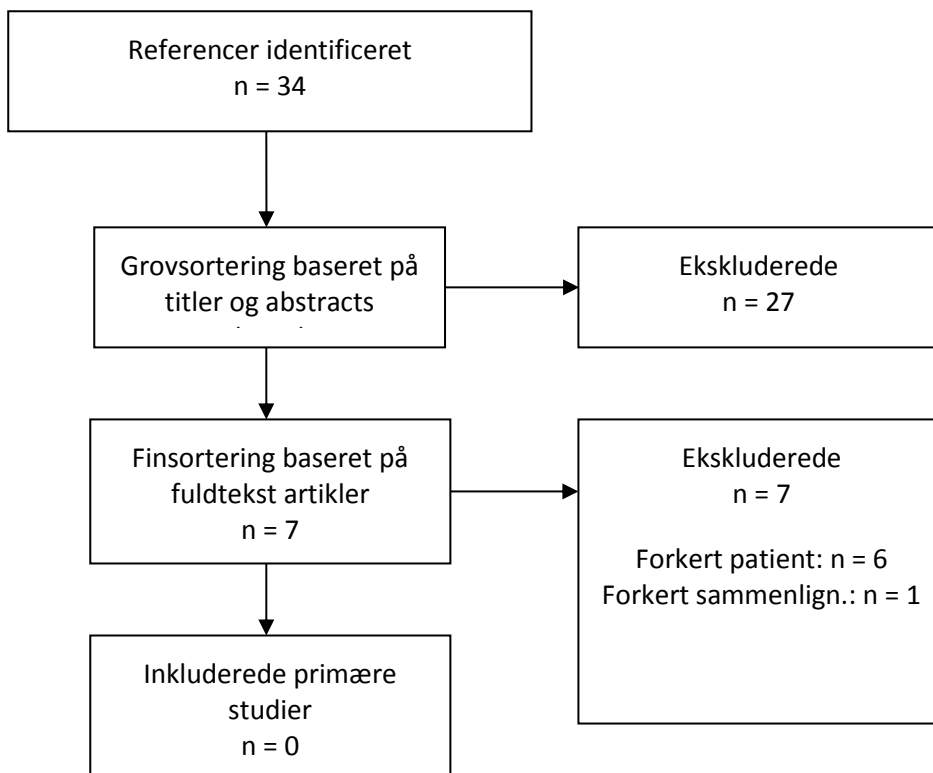 Referencer identificeret
n = 34
Grovsortering baseret på
titler og abstracts
Ekskluderede
n = 27
Finsortering baseret på
fuldtekst artikler
n = 7
Ekskluderede
n = 7
Forkert patient: n = 6
Forkert sammenlign.: n = 1
Inkluderede primære
studier
n = 0